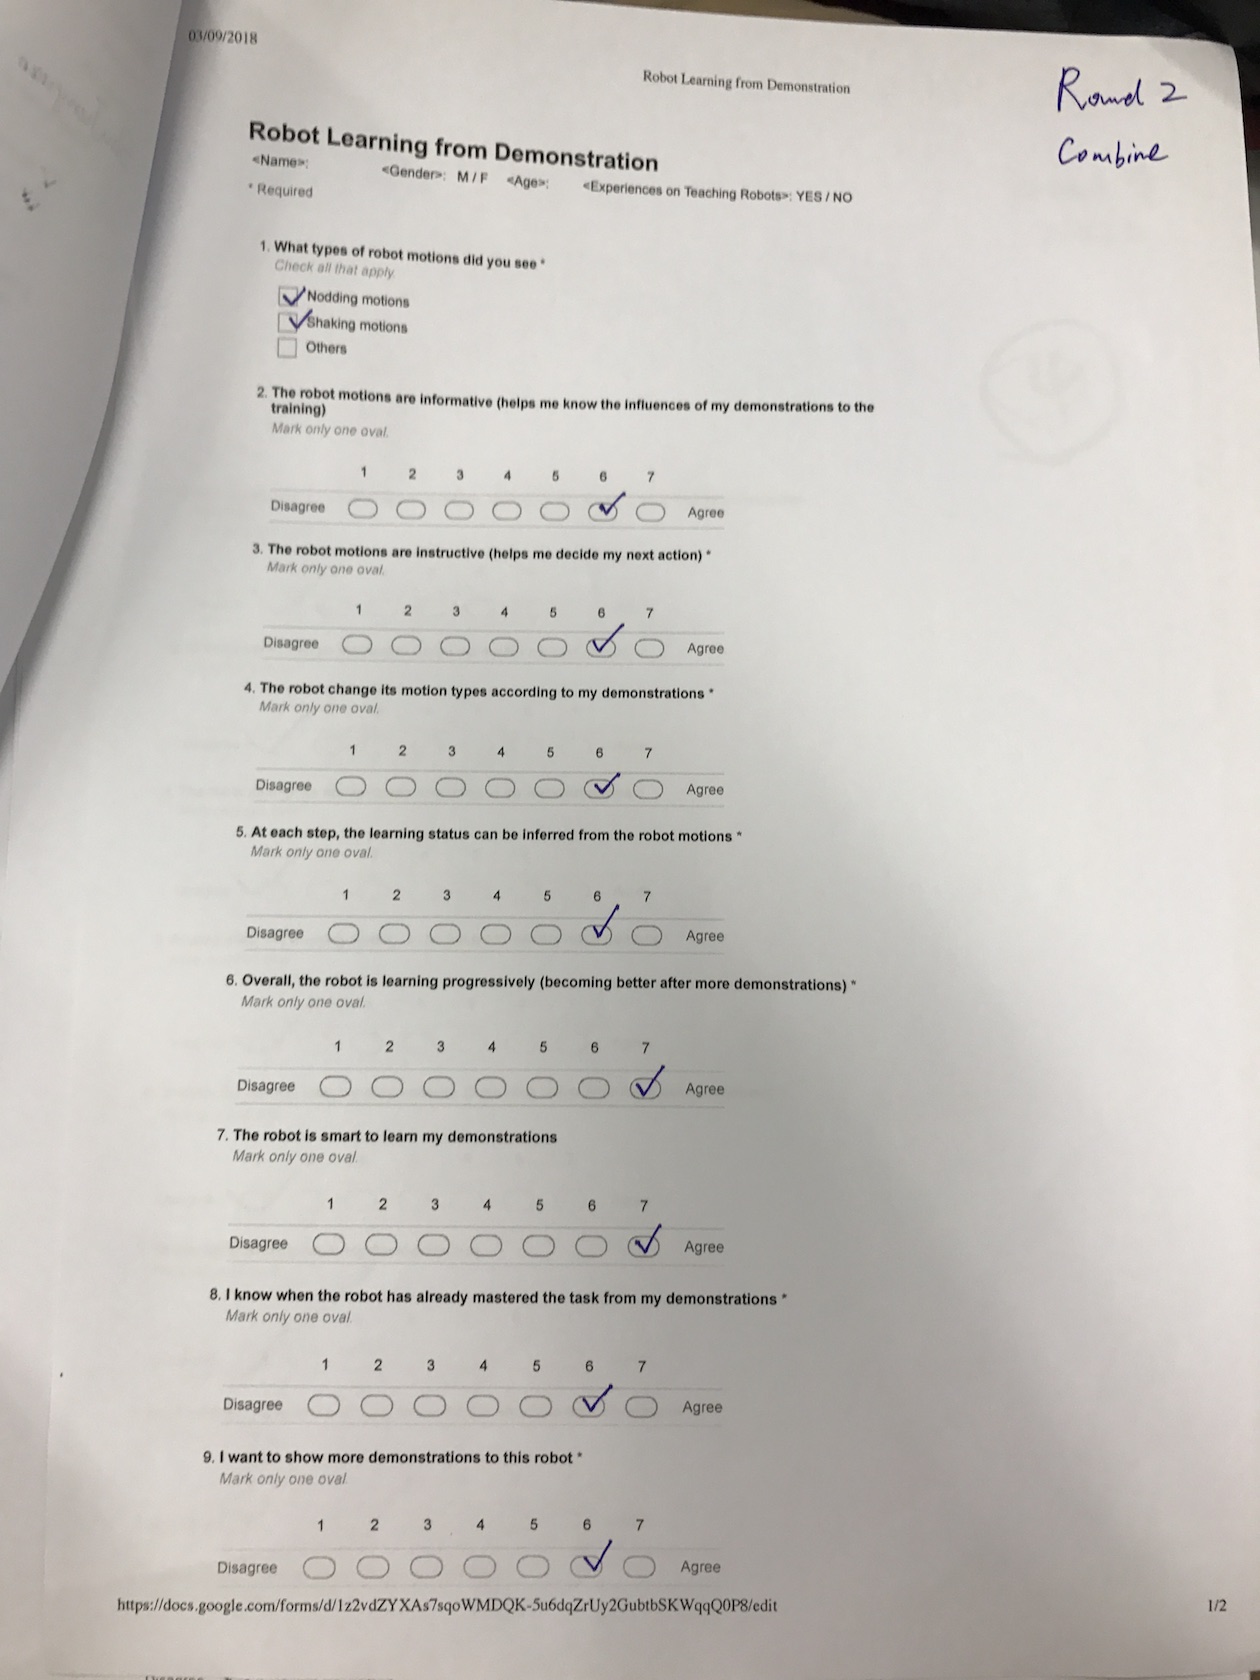 03/09/2018
Robot Learning from Demonstration
Round 2
Combine
Robot Learning from Demonstration
<Name>: <Gender>: M / F <Age>: <Experiences on Teaching Robots>: YES / NO
* Required
1. What types of robot motions did you see *
Check all that apply
Nodding motions
Shaking motions
Others
2. The robot motions are informative (helps me know the influences of my demonstrations to the
training)
Mark only one oval.
1 2 3 4 5 6 7
Disagree Agree
3. The robot motions are instructive (helps me decide my next action) *
Mark only one oval.
1 2 3 4 5 6 7
Disagree Agree
4. The robot change its motion types according to my demonstrations *
Mark only one oval.
1 2 3 4 5 6 7
Disagree Agree
5. At each step, the learning status can be inferred from the robot motions *
Mark only one oval.
1 2 3 4 5 6 7
Disagree Agree
6. Overall, the robot is learning progressively (becoming better after more demonstrations) *
Mark only one oval.
1 2 3 4 5 6 7
Disagree Agree
7. The robot is smart to learn my demonstrations
Mark only one oval.
1 2 3 4 5 6 7
Disagree Agree
8. I know when the robot has already mastered the task from my demonstrations *
Mark only one oval.
1 2 3 4 5 6 7
Disagree Agree
9. I want to show more demonstrations to this robot *
Mark only one oval.
1 2 3 4 5 6 7
Disagree Agree
https://docs.google.com/forms/d/1z2vdZYXAs7sqoWMDQK-5u6dqZrUy2GubtbSKWqqQ0P8/edit
1/2